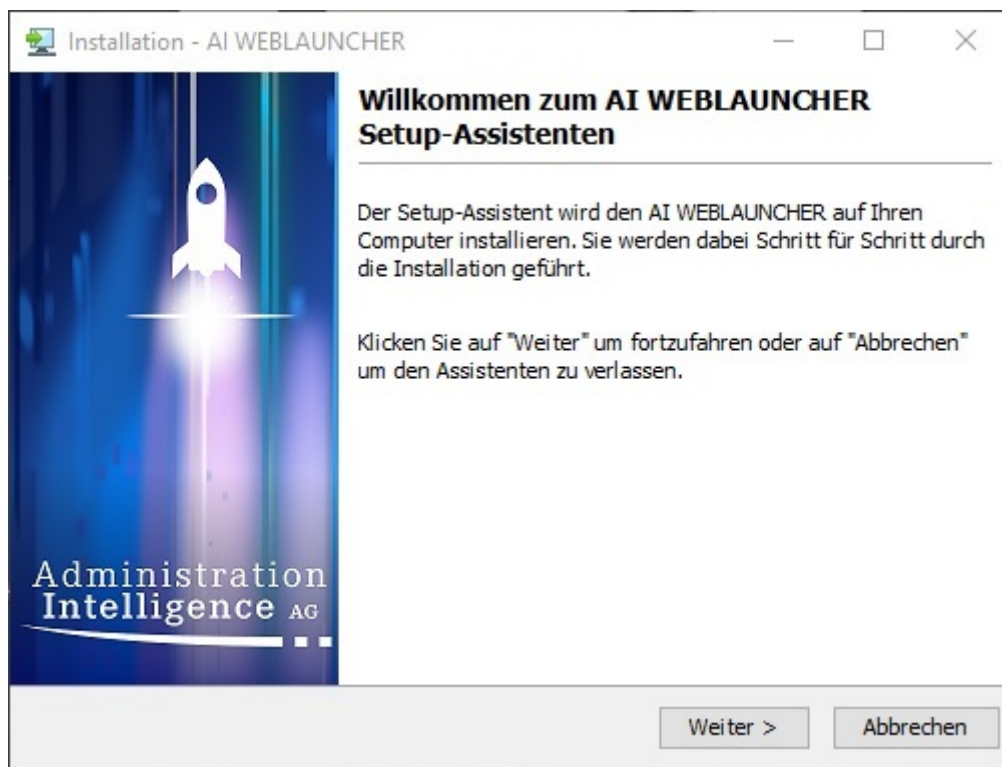 Installation - AI WEBLAUNCHER
Willkommen zum AI WEBLAUNCHER
Setup-Assistenten
Der Setup-Assistent wird den AI WEBLAUNCHER auf Ihren
Computer installieren. Sie werden dabei Schritt für Schritt durch
die Installation geführt.
Klicken Sie auf "Weiter" um fortzufahren oder auf "Abbrechen"
um den Assistenten zu verlassen.
Administration
Intelligence AG
Weiter >
Abbrechen